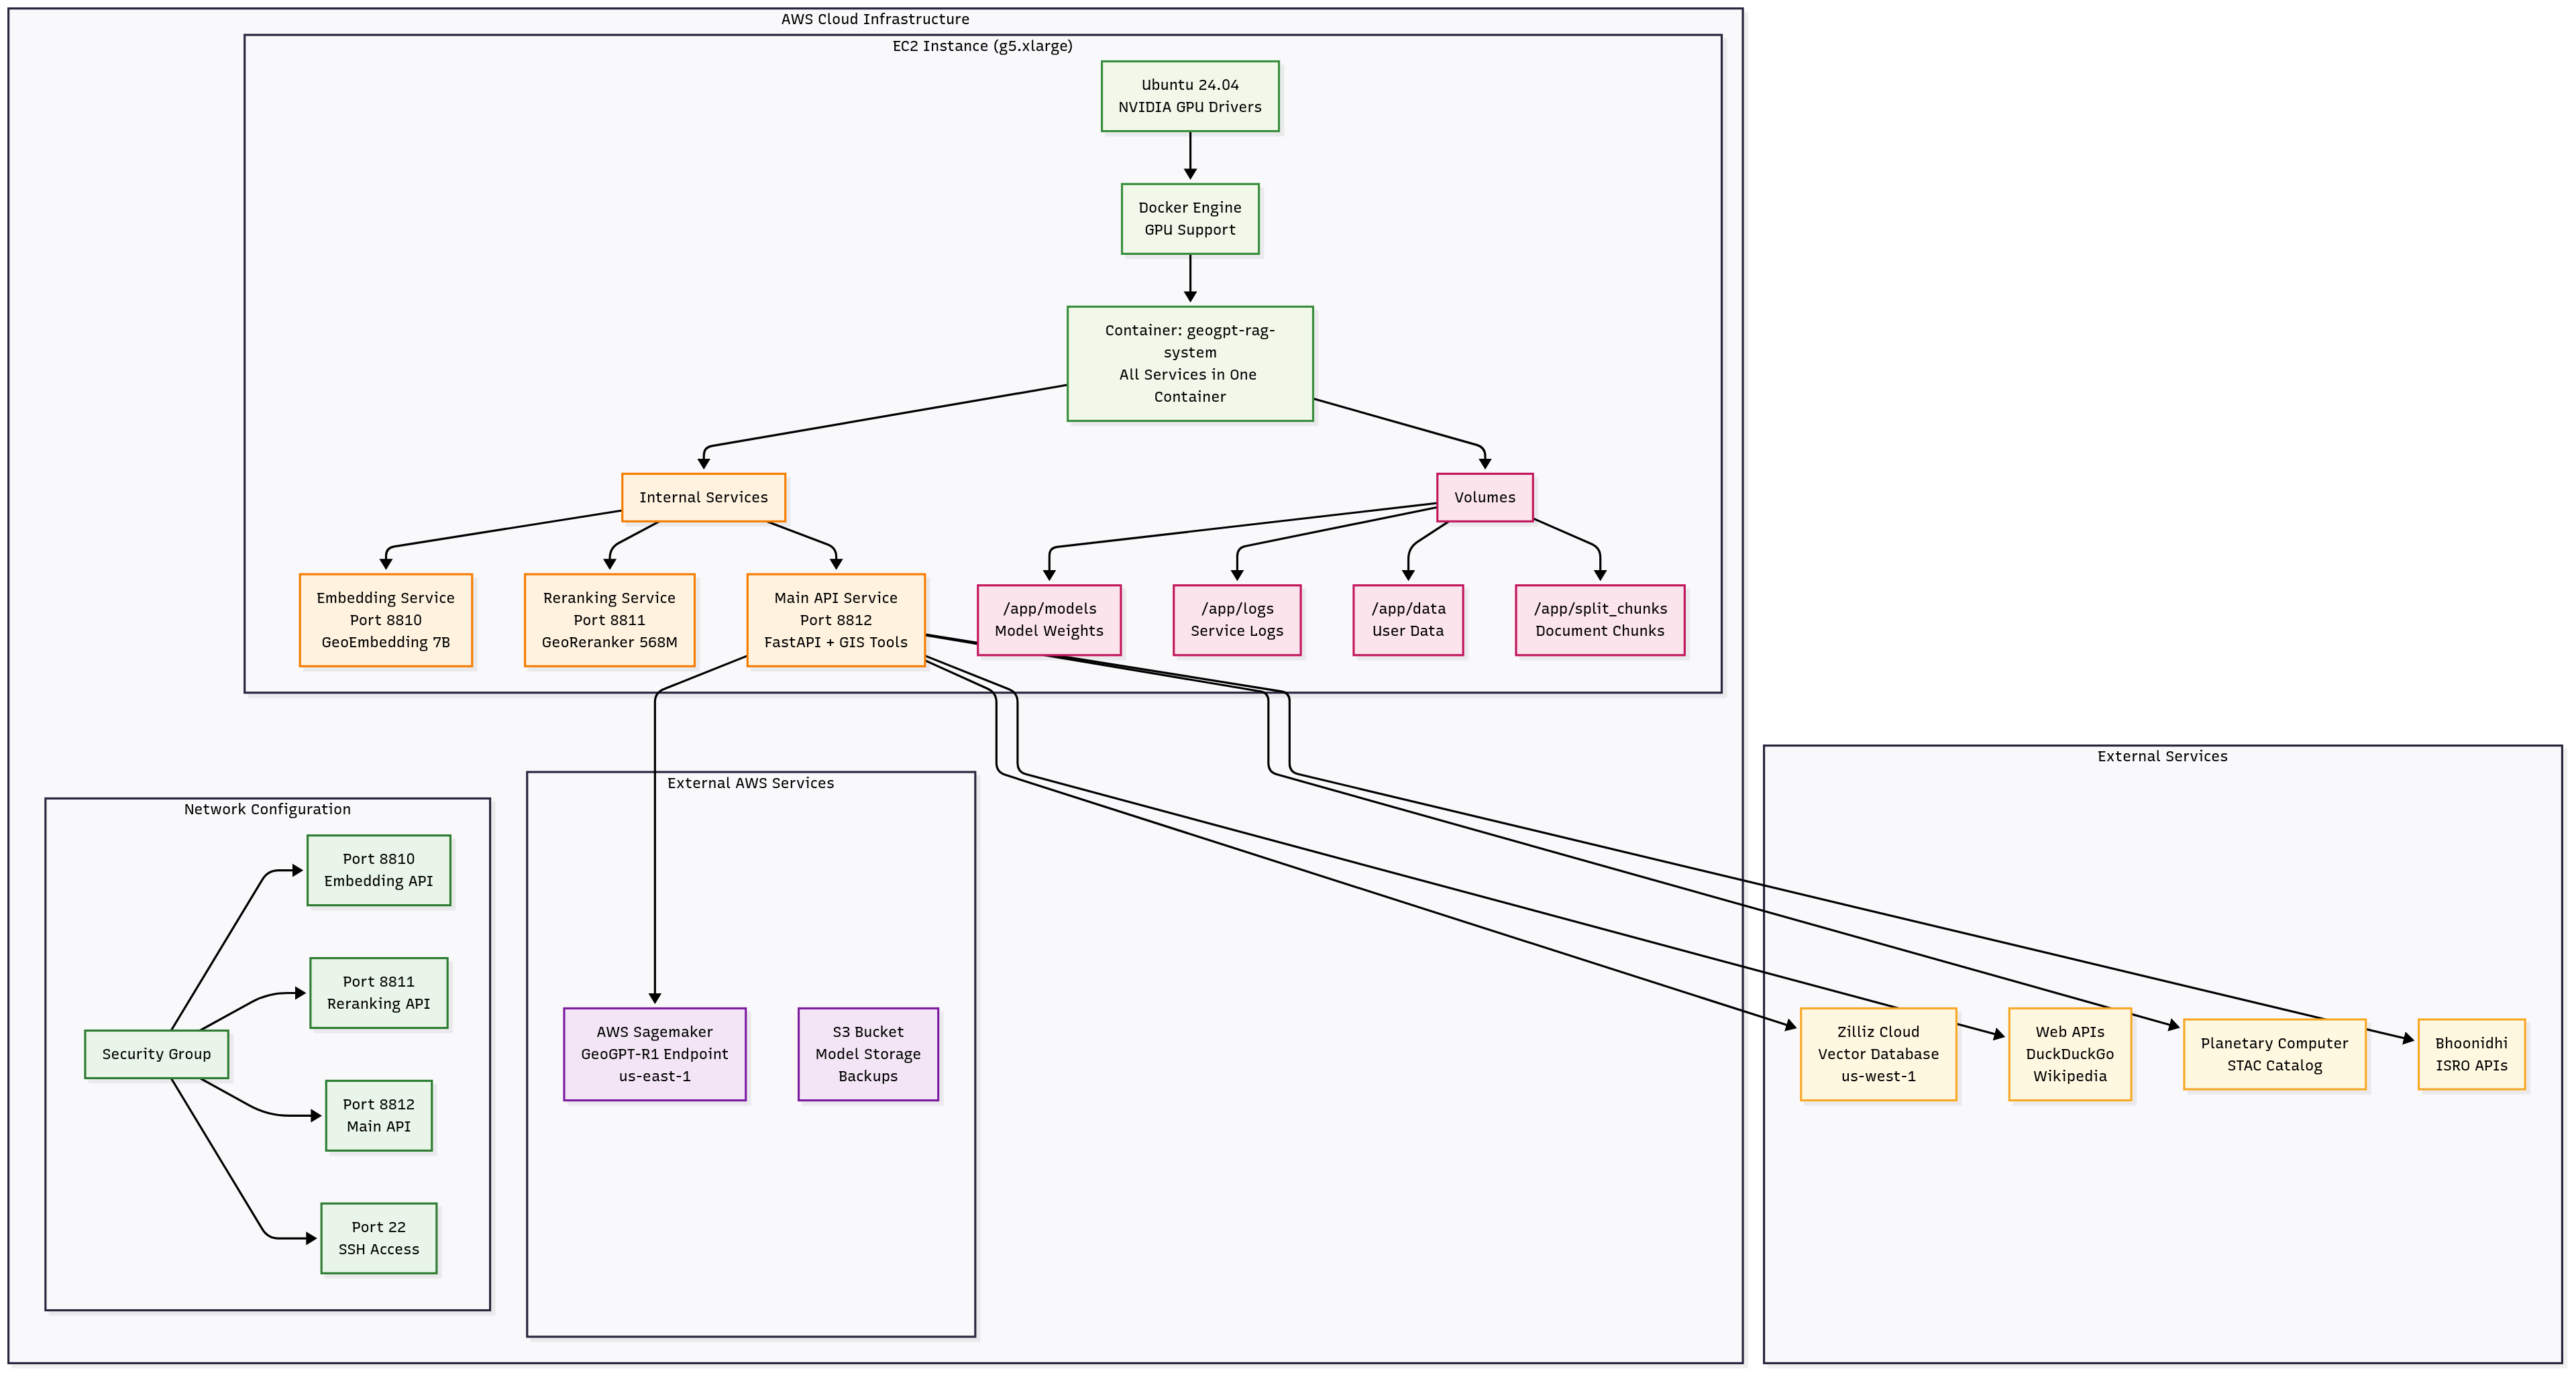 AWS Cloud Infrastructure
EC2 Instance (g5.xlarge)
Ubuntu 24.04
NVIDIA GPU Drivers
Docker Engine
GPU Support
Container: geogpt-rag-
system
All Services in One
Container
Internal Services
Volumes
Embedding Service
Port 8810
GeoEmbedding 7B
Reranking Service
Port 8811
GeoReranker 568M
Main API Service
Port 8812
FastAPI + GIS Tools
/app/models
Model Weights
/app/logs
Service Logs
/app/data
User Data
/app/split_chunks
Document Chunks
Network Configuration
Security Group
Port 8810
Embedding API
Port 8811
Reranking API
Port 8812
Main API
Port 22
SSH Access
External AWS Services
AWS Sagemaker
GeoGPT-R1 Endpoint
us-east-1
S3 Bucket
Model Storage
Backups
External Services
Zilliz Cloud
Vector Database
us-west-1
Web APIs
DuckDuckGo
Wikipedia
Planetary Computer
STAC Catalog
Bhoonidhi
ISRO APIs